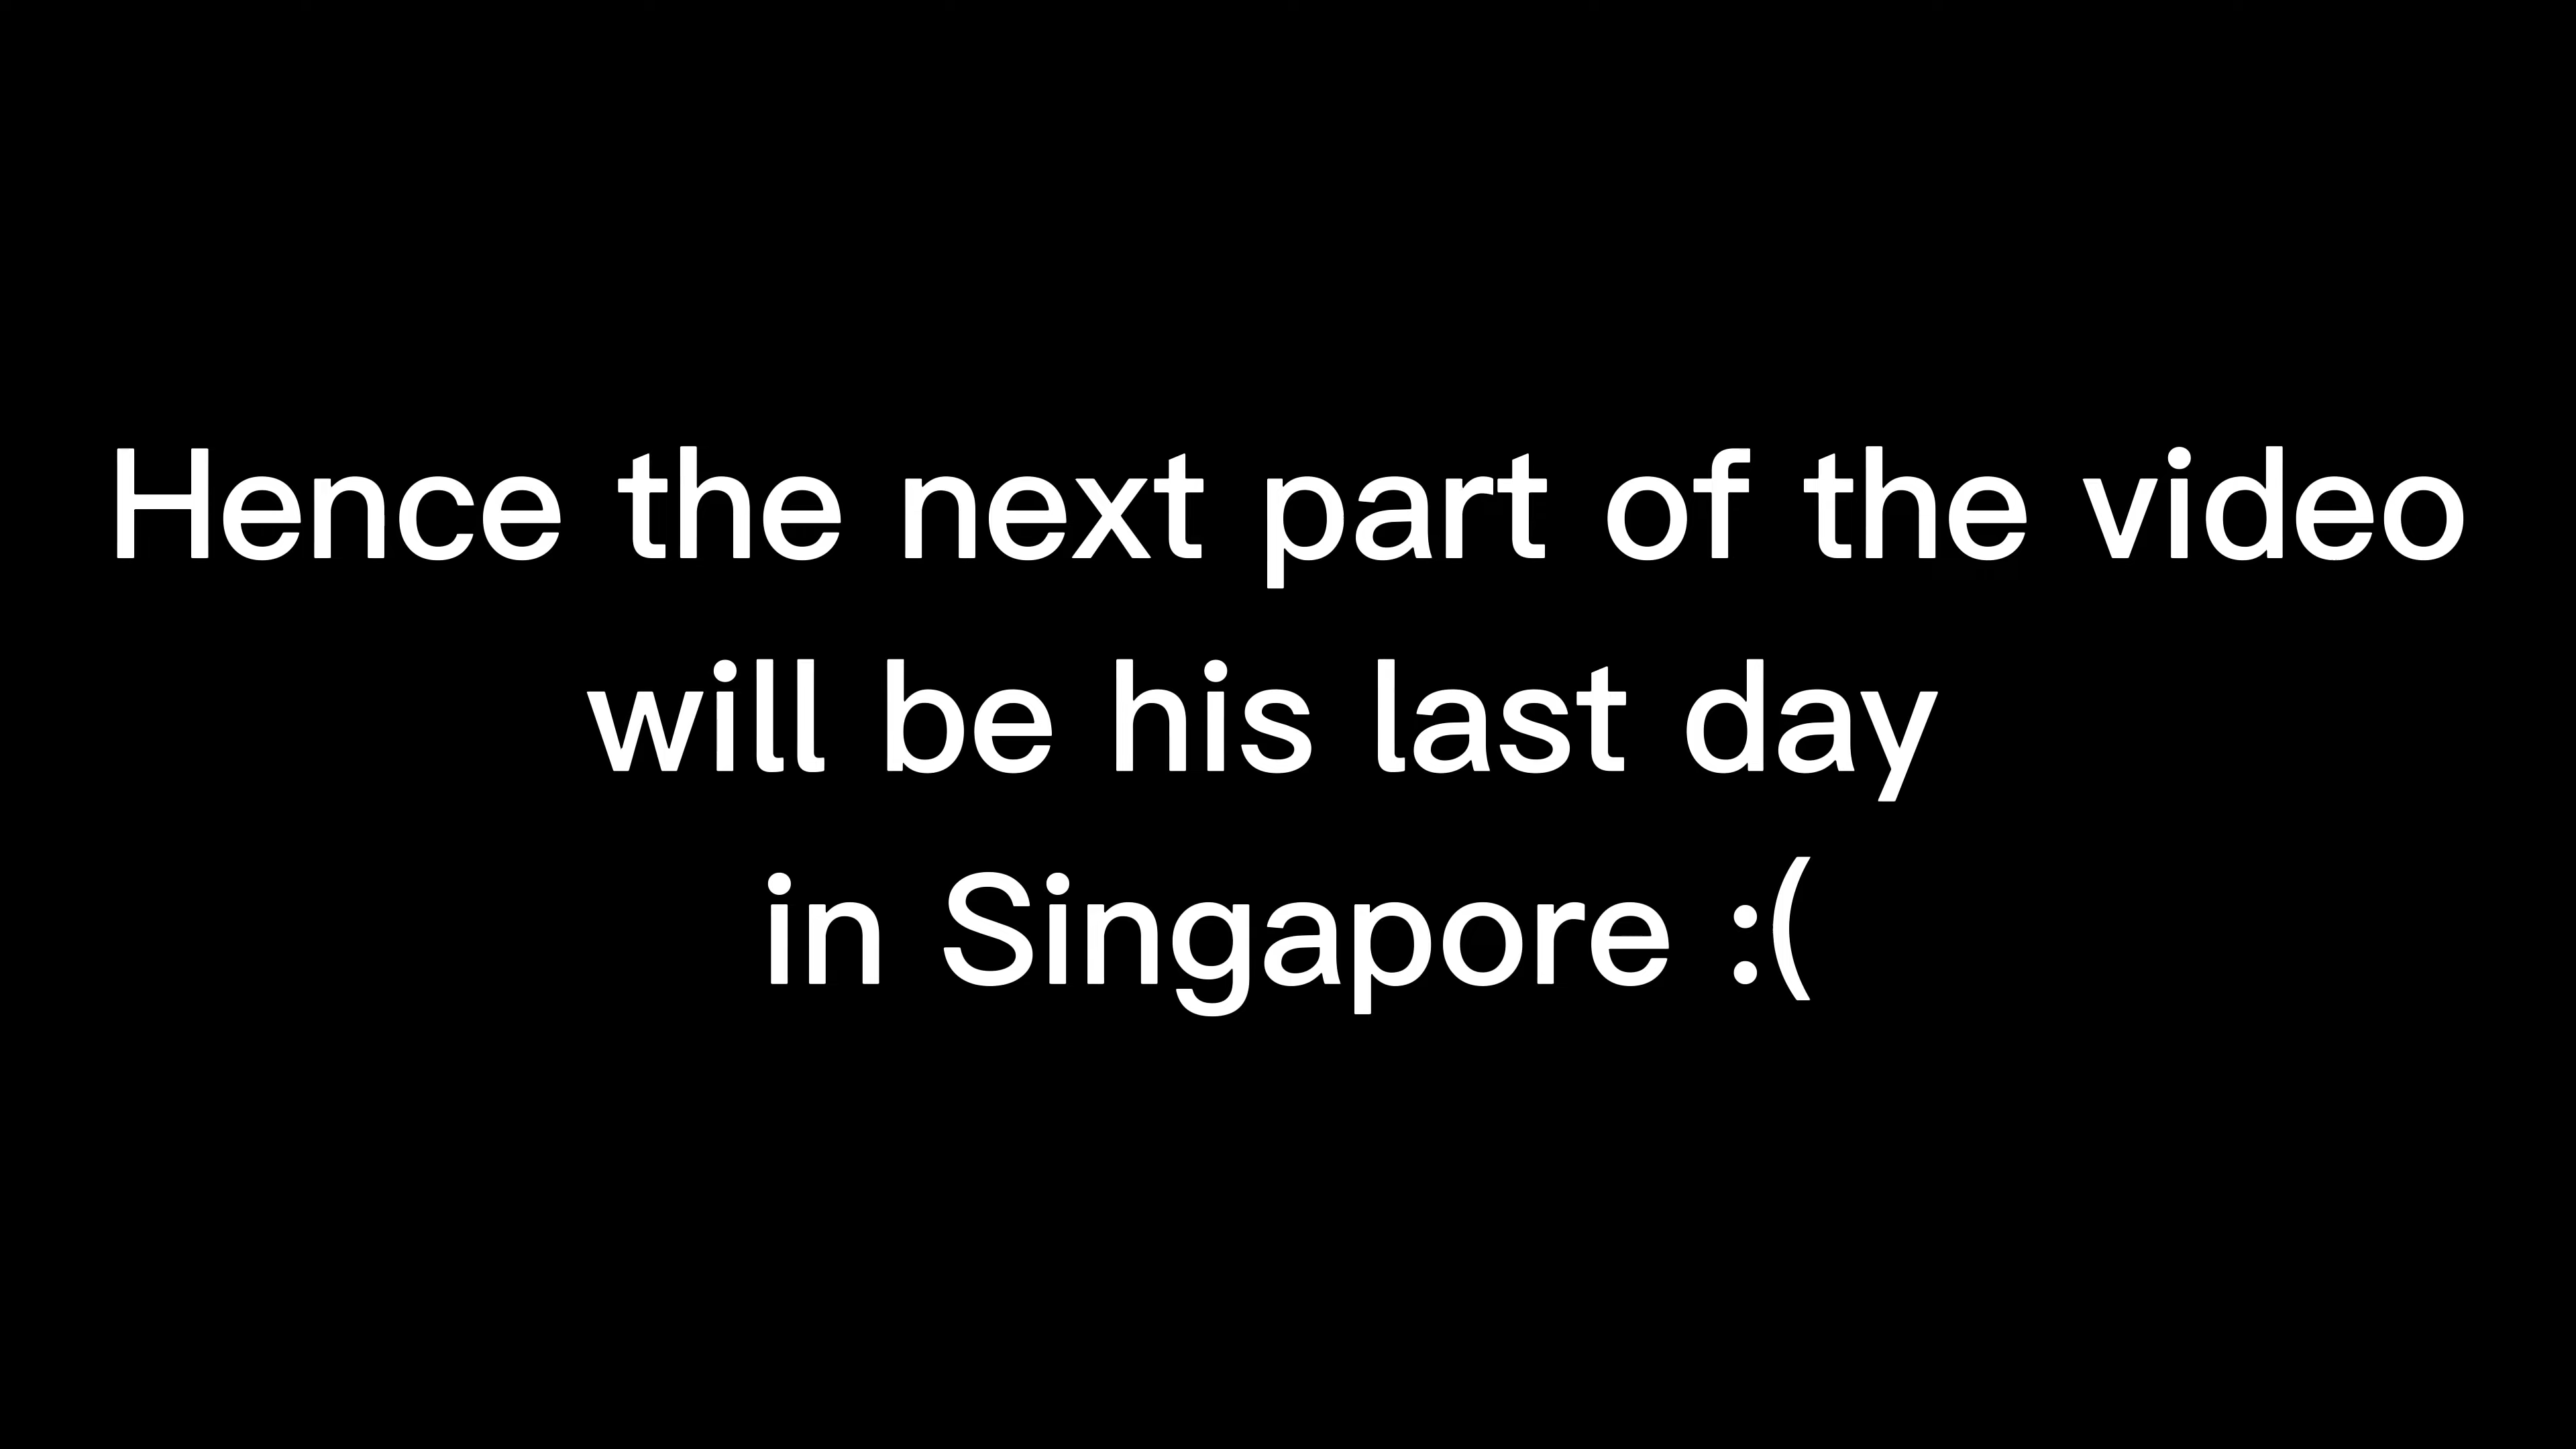 Hence the next part of the video
will be his last day
in Singapore :(